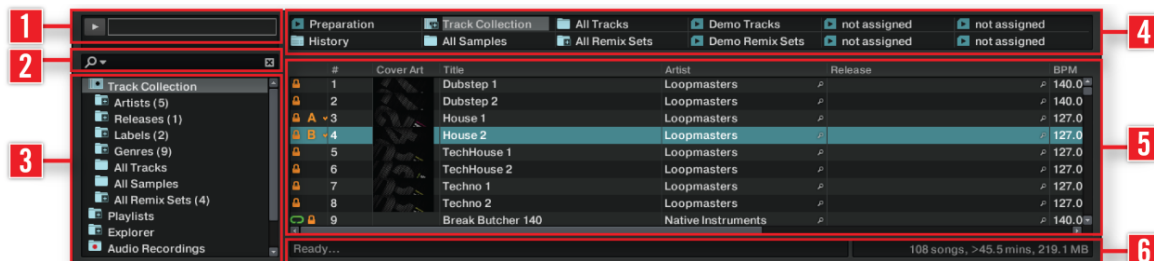 1
2
3
4
5
6
Preparation Track Collection All Tracks Demo Tracks not assigned not assigned
History All Samples All Remix Sets Demo Remix Sets not assigned not assigned
Track Collection
Artists (5)
Releases (1)
Labels (2)
Genres (9)
All Tracks
All Samples
All Remix Sets (4)
Playlists
Explorer
Audio Recordings
# Cover Art Title Artist Release BPM
1 Dubstep 1 Loopmasters 140.0
2 Dubstep 2 Loopmasters 140.0
A 3 House 1 Loopmasters 127.0
B 4 House 2 Loopmasters 127.0
5 TechHouse 1 Loopmasters 127.0
6 TechHouse 2 Loopmasters 127.0
7 Techno 1 Loopmasters 127.0
8 Techno 2 Loopmasters 127.0
9 Break Butcher 140 Native Instruments 140.0
Ready... 108 songs, >45.5 mins, 219.1 MB